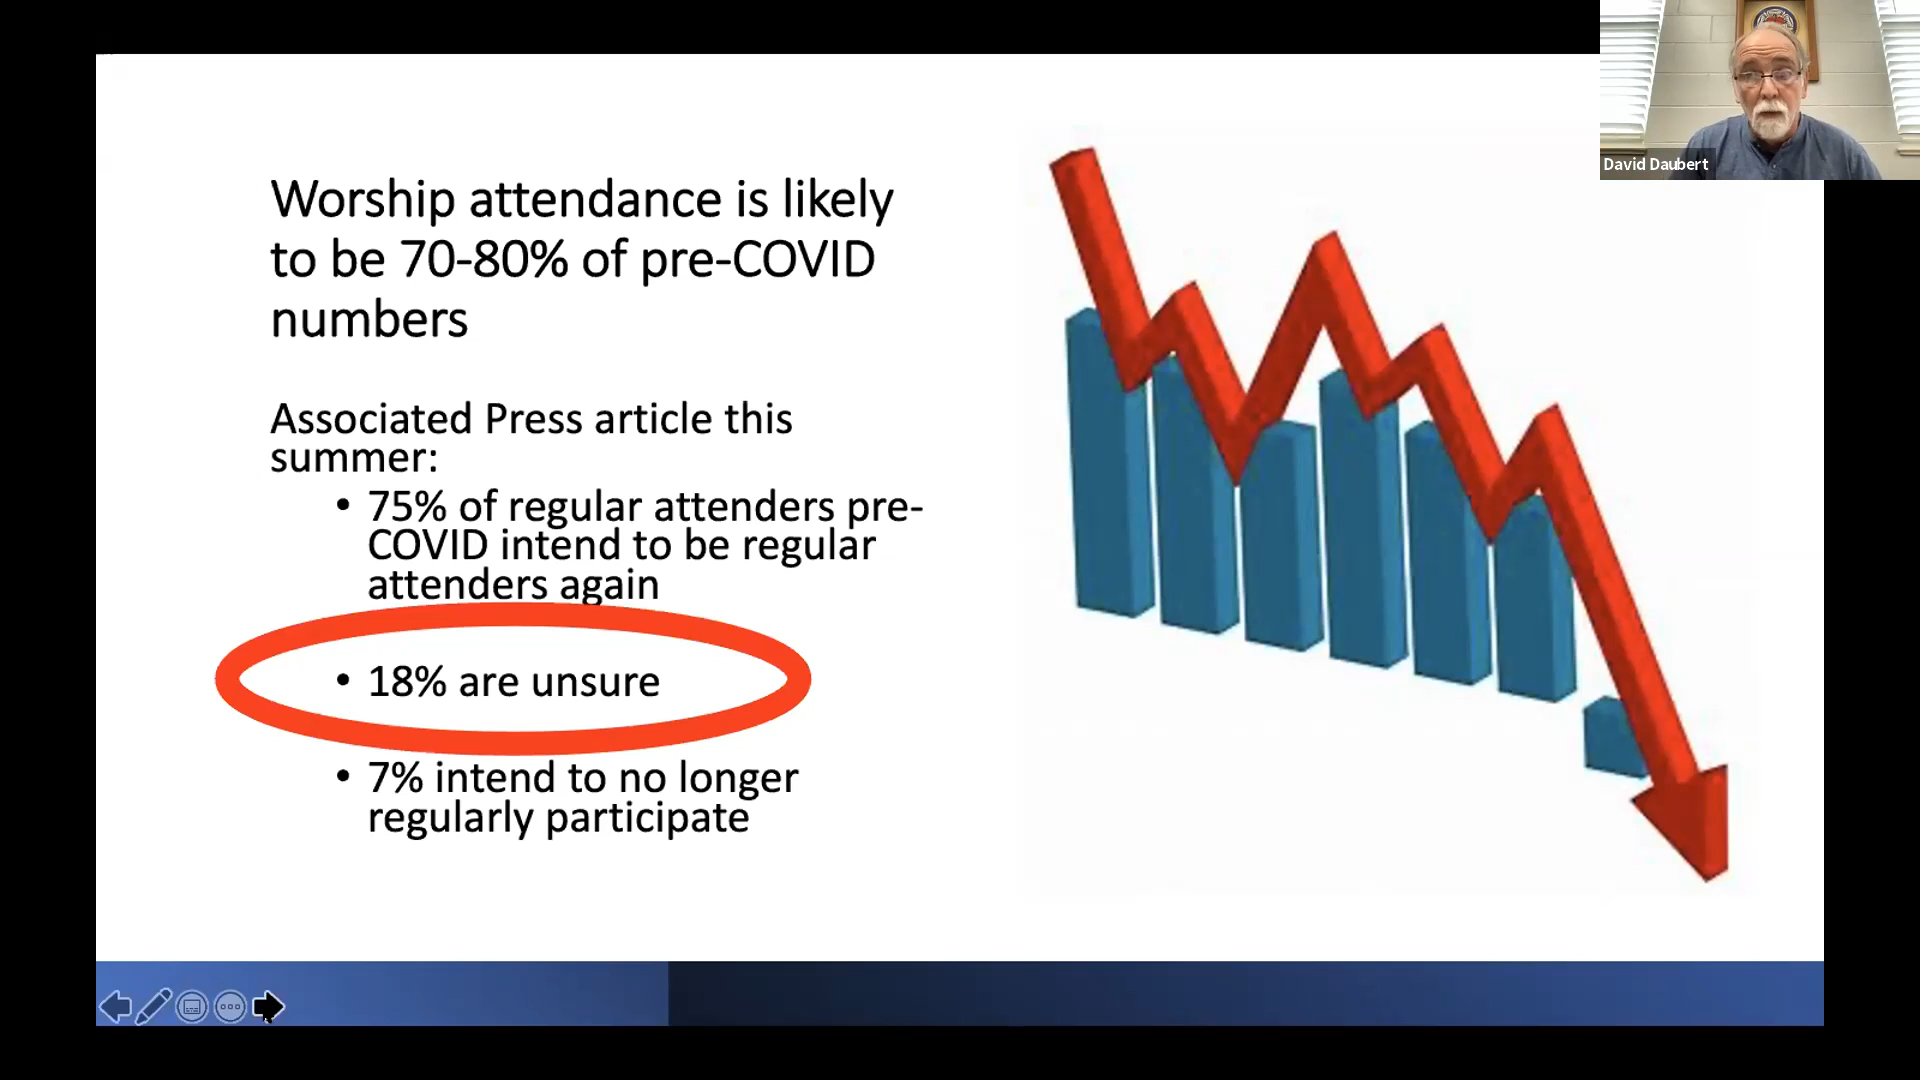 Worship attendance is likely
to be 70-80% of pre-COVID
numbers
Associated Press article this
summer:
• 75% of regular attenders pre-
COVID intend to be regular
attenders again
• 18% are unsure
• 7% intend to no longer
regularly participate
David Daubert